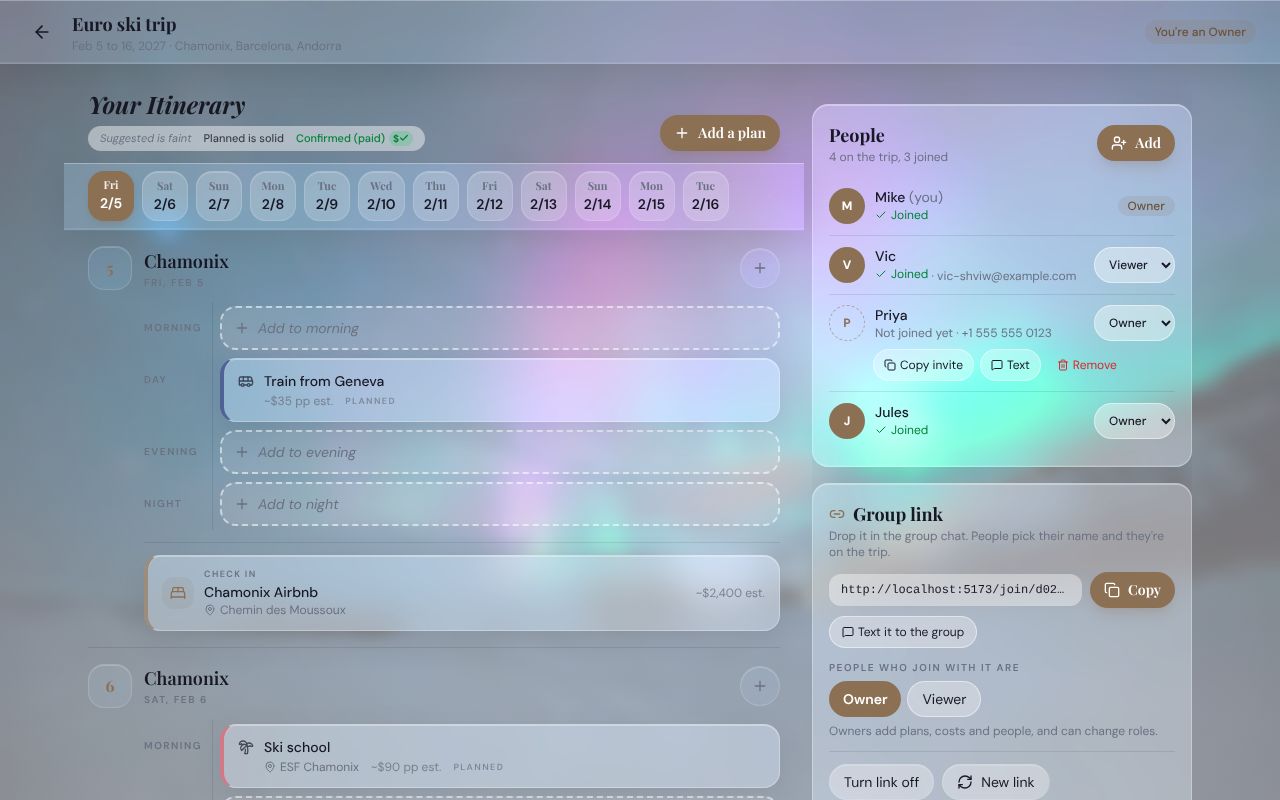 Euro ski trip
Feb 5 to 16, 2027 · Chamonix, Barcelona, Andorra
You're an Owner
Your Itinerary
Suggested is faint Planned is solid Confirmed (paid) $✓
+ Add a plan
Fri Sat Sun Mon Tue Wed Thu Fri Sat Sun Mon Tue
2/5 2/6 2/7 2/8 2/9 2/10 2/11 2/12 2/13 2/14 2/15 2/16
5 Chamonix
FRI, FEB 5
+
MORNING
+ Add to morning
DAY
Train from Geneva
~$35 pp est. PLANNED
EVENING
+ Add to evening
NIGHT
+ Add to night
CHECK IN
Chamonix Airbnb
~$2,400 est.
Chemin des Moussoux
6 Chamonix
SAT, FEB 6
+
MORNING
Ski school
ESF Chamonix ~$90 pp est. PLANNED
People
4 on the trip, 3 joined
Add
M Mike (you)
✓ Joined
Owner
V Vic
✓ Joined · vic-shviw@example.com
Viewer
P Priya
Not joined yet · +1 555 555 0123
Owner
Copy invite Text Remove
J Jules
✓ Joined
Owner
Group link
Drop it in the group chat. People pick their name and they're
on the trip.
http://localhost:5173/join/d02…
Copy
Text it to the group
PEOPLE WHO JOIN WITH IT ARE
Owner Viewer
Owners add plans, costs and people, and can change roles.
Turn link off New link